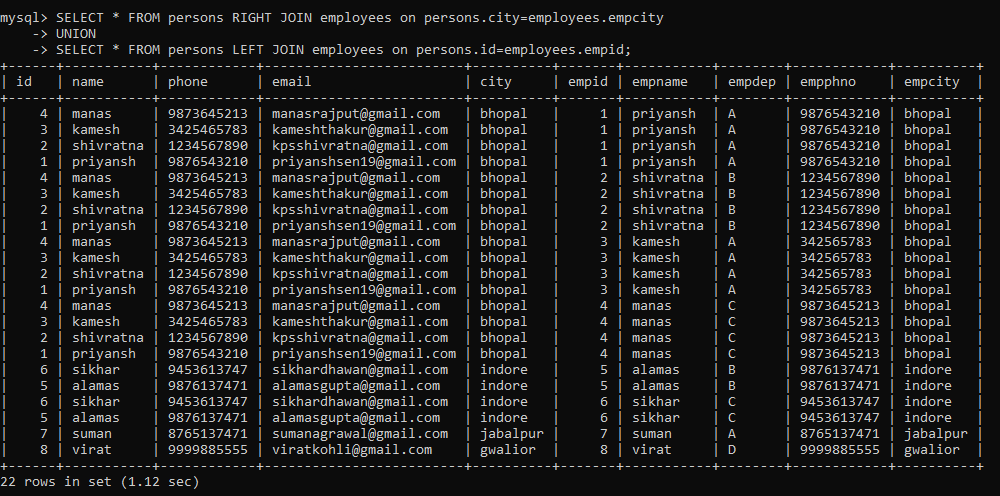 mysql> SELECT * FROM persons RIGHT JOIN employees on persons.city=employees.empcity
    -> UNION
    -> SELECT * FROM persons LEFT JOIN employees on persons.id=employees.empid;
+------+-----------+------------+-------------------------+----------+-------+-----------+--------+------------+----------+
| id   | name      | phone      | email                   | city     | empid | empname   | empdep | empphno    | empcity  |
+------+-----------+------------+-------------------------+----------+-------+-----------+--------+------------+----------+
|    4 | manas     | 9873645213 | manasrajput@gmail.com   | bhopal   |     1 | priyansh  | A      | 9876543210 | bhopal   |
|    3 | kamesh    | 3425465783 | kameshthakur@gmail.com  | bhopal   |     1 | priyansh  | A      | 9876543210 | bhopal   |
|    2 | shivratna | 1234567890 | kpsshivratna@gmail.com  | bhopal   |     1 | priyansh  | A      | 9876543210 | bhopal   |
|    1 | priyansh  | 9876543210 | priyanshsen19@gmail.com | bhopal   |     1 | priyansh  | A      | 9876543210 | bhopal   |
|    4 | manas     | 9873645213 | manasrajput@gmail.com   | bhopal   |     2 | shivratna | B      | 1234567890 | bhopal   |
|    3 | kamesh    | 3425465783 | kameshthakur@gmail.com  | bhopal   |     2 | shivratna | B      | 1234567890 | bhopal   |
|    2 | shivratna | 1234567890 | kpsshivratna@gmail.com  | bhopal   |     2 | shivratna | B      | 1234567890 | bhopal   |
|    1 | priyansh  | 9876543210 | priyanshsen19@gmail.com | bhopal   |     2 | shivratna | B      | 1234567890 | bhopal   |
|    4 | manas     | 9873645213 | manasrajput@gmail.com   | bhopal   |     3 | kamesh    | A      | 342565783  | bhopal   |
|    3 | kamesh    | 3425465783 | kameshthakur@gmail.com  | bhopal   |     3 | kamesh    | A      | 342565783  | bhopal   |
|    2 | shivratna | 1234567890 | kpsshivratna@gmail.com  | bhopal   |     3 | kamesh    | A      | 342565783  | bhopal   |
|    1 | priyansh  | 9876543210 | priyanshsen19@gmail.com | bhopal   |     3 | kamesh    | A      | 342565783  | bhopal   |
|    4 | manas     | 9873645213 | manasrajput@gmail.com   | bhopal   |     4 | manas     | C      | 9873645213 | bhopal   |
|    3 | kamesh    | 3425465783 | kameshthakur@gmail.com  | bhopal   |     4 | manas     | C      | 9873645213 | bhopal   |
|    2 | shivratna | 1234567890 | kpsshivratna@gmail.com  | bhopal   |     4 | manas     | C      | 9873645213 | bhopal   |
|    1 | priyansh  | 9876543210 | priyanshsen19@gmail.com | bhopal   |     4 | manas     | C      | 9873645213 | bhopal   |
|    6 | sikhar    | 9453613747 | sikhardhawan@gmail.com  | indore   |     5 | alamas    | B      | 9876137471 | indore   |
|    5 | alamas    | 9876137471 | alamasgupta@gmail.com   | indore   |     5 | alamas    | B      | 9876137471 | indore   |
|    6 | sikhar    | 9453613747 | sikhardhawan@gmail.com  | indore   |     6 | sikhar    | C      | 9453613747 | indore   |
|    5 | alamas    | 9876137471 | alamasgupta@gmail.com   | indore   |     6 | sikhar    | C      | 9453613747 | indore   |
|    7 | suman     | 8765137471 | sumanagrawal@gmail.com  | jabalpur |     7 | suman     | A      | 8765137471 | jabalpur |
|    8 | virat     | 9999885555 | viratkohli@gmail.com    | gwalior  |     8 | virat     | D      | 9999885555 | gwalior  |
+------+-----------+------------+-------------------------+----------+-------+-----------+--------+------------+----------+
22 rows in set (1.12 sec)